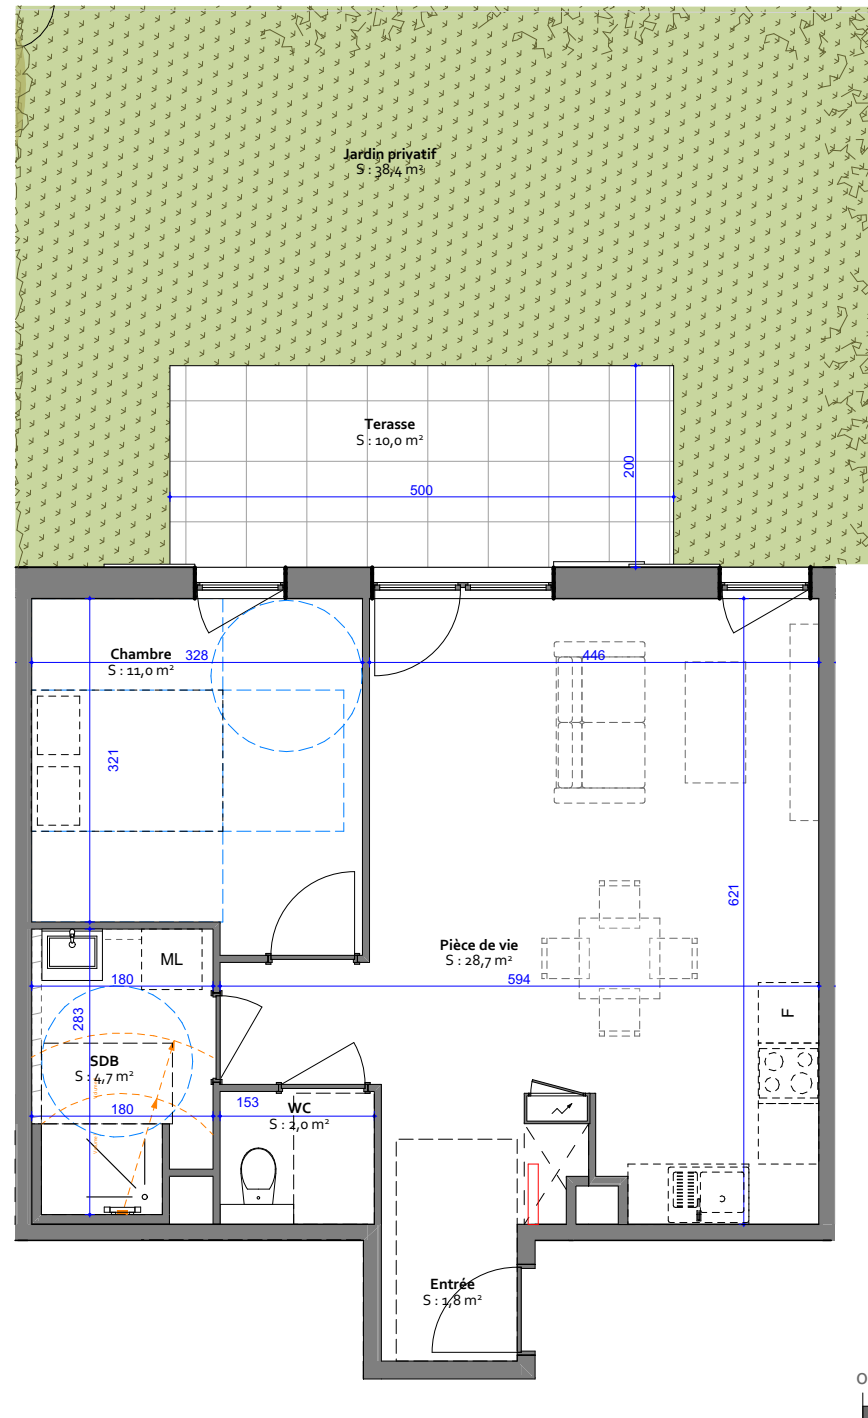 Jardin privatif
S : 38,4 m²
Terasse
S : 10,0 m²
200
500
Chambre
S : 11,0 m²
328
446
321
621
Pièce de vie
S : 28,7 m²
ML
180
594
283
F
SDB
S : 4,7 m²
180
153
WC
S : 2,0 m²
Entrée
S : 1,8 m²